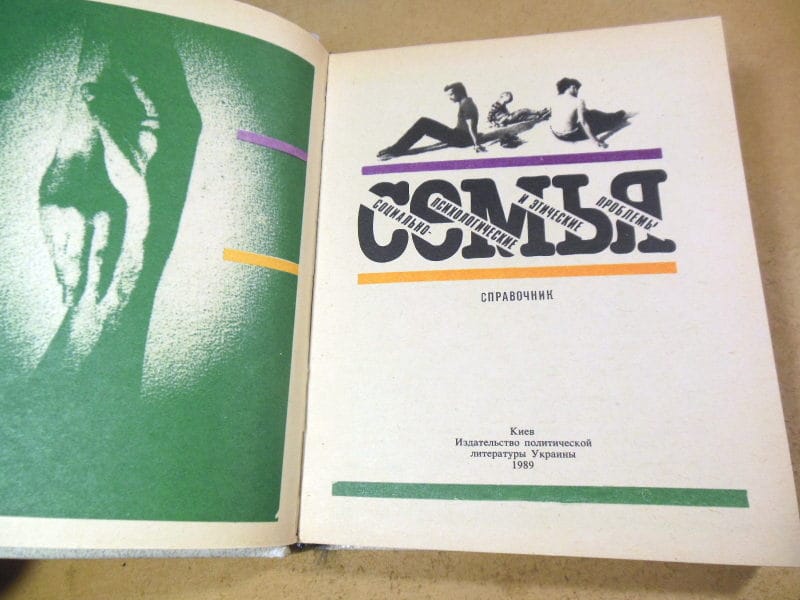 СЕМЬЯ
СОЦИАЛЬНО-
ПСИХОЛОГИЧЕСКИЕ
И ЭТИЧЕСКИЕ
ПРОБЛЕМЫ
СПРАВОЧНИК
Киев
Издательство политической
литературы Украины
1989